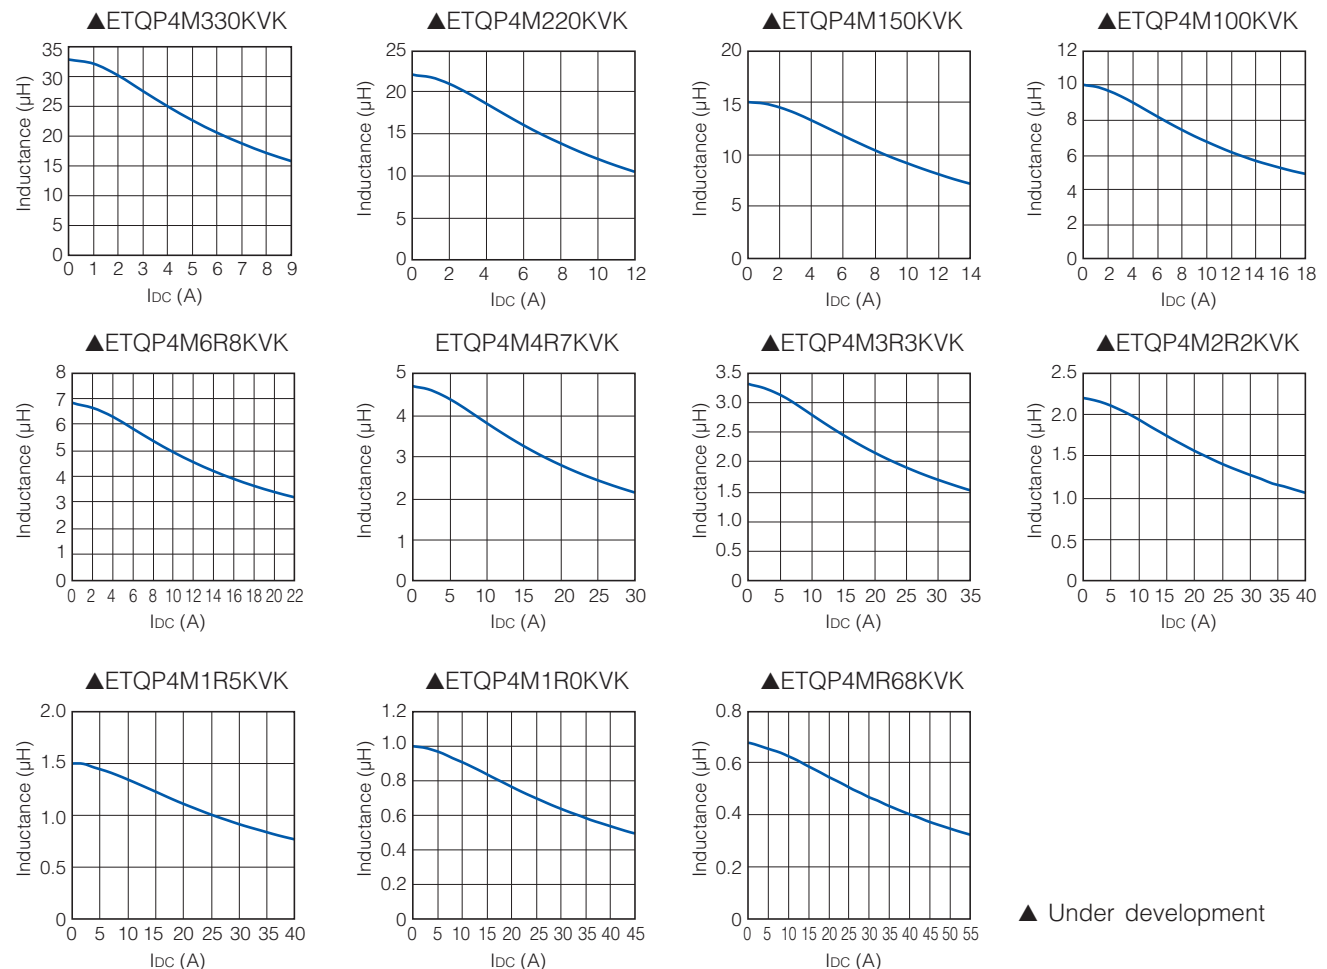 ▲ETQP4M330KVK
Inductance (µH)
35
30
25
20
15
10
5
0
0 1 2 3 4 5 6 7 8 9
IDC (A)
▲ETQP4M220KVK
Inductance (µH)
25
20
15
10
5
0
0 2 4 6 8 10 12
IDC (A)
▲ETQP4M150KVK
Inductance (µH)
20
15
10
5
0
0 2 4 6 8 10 12 14
IDC (A)
▲ETQP4M100KVK
Inductance (µH)
12
10
8
6
4
2
0
0 2 4 6 8 10 12 14 16 18
IDC (A)
▲ETQP4M6R8KVK
Inductance (µH)
8
7
6
5
4
3
2
1
0
0 2 4 6 8 10 12 14 16 18 20 22
IDC (A)
ETQP4M4R7KVK
Inductance (µH)
5
4
3
2
1
0
0 5 10 15 20 25 30
IDC (A)
▲ETQP4M3R3KVK
Inductance (µH)
3.5
3.0
2.5
2.0
1.5
1.0
0.5
0
0 5 10 15 20 25 30 35
IDC (A)
▲ETQP4M2R2KVK
Inductance (µH)
2.5
2.0
1.5
1.0
0.5
0
0 5 10 15 20 25 30 35 40
IDC (A)
▲ETQP4M1R5KVK
Inductance (µH)
2.0
1.5
1.0
0.5
0
0 5 10 15 20 25 30 35 40
IDC (A)
▲ETQP4M1R0KVK
Inductance (µH)
1.2
1.0
0.8
0.6
0.4
0.2
0
0 5 10 15 20 25 30 35 40 45
IDC (A)
▲ETQP4MR68KVK
Inductance (µH)
0.8
0.6
0.4
0.2
0
0 5 10 15 20 25 30 35 40 45 50 55
IDC (A)
▲ Under development